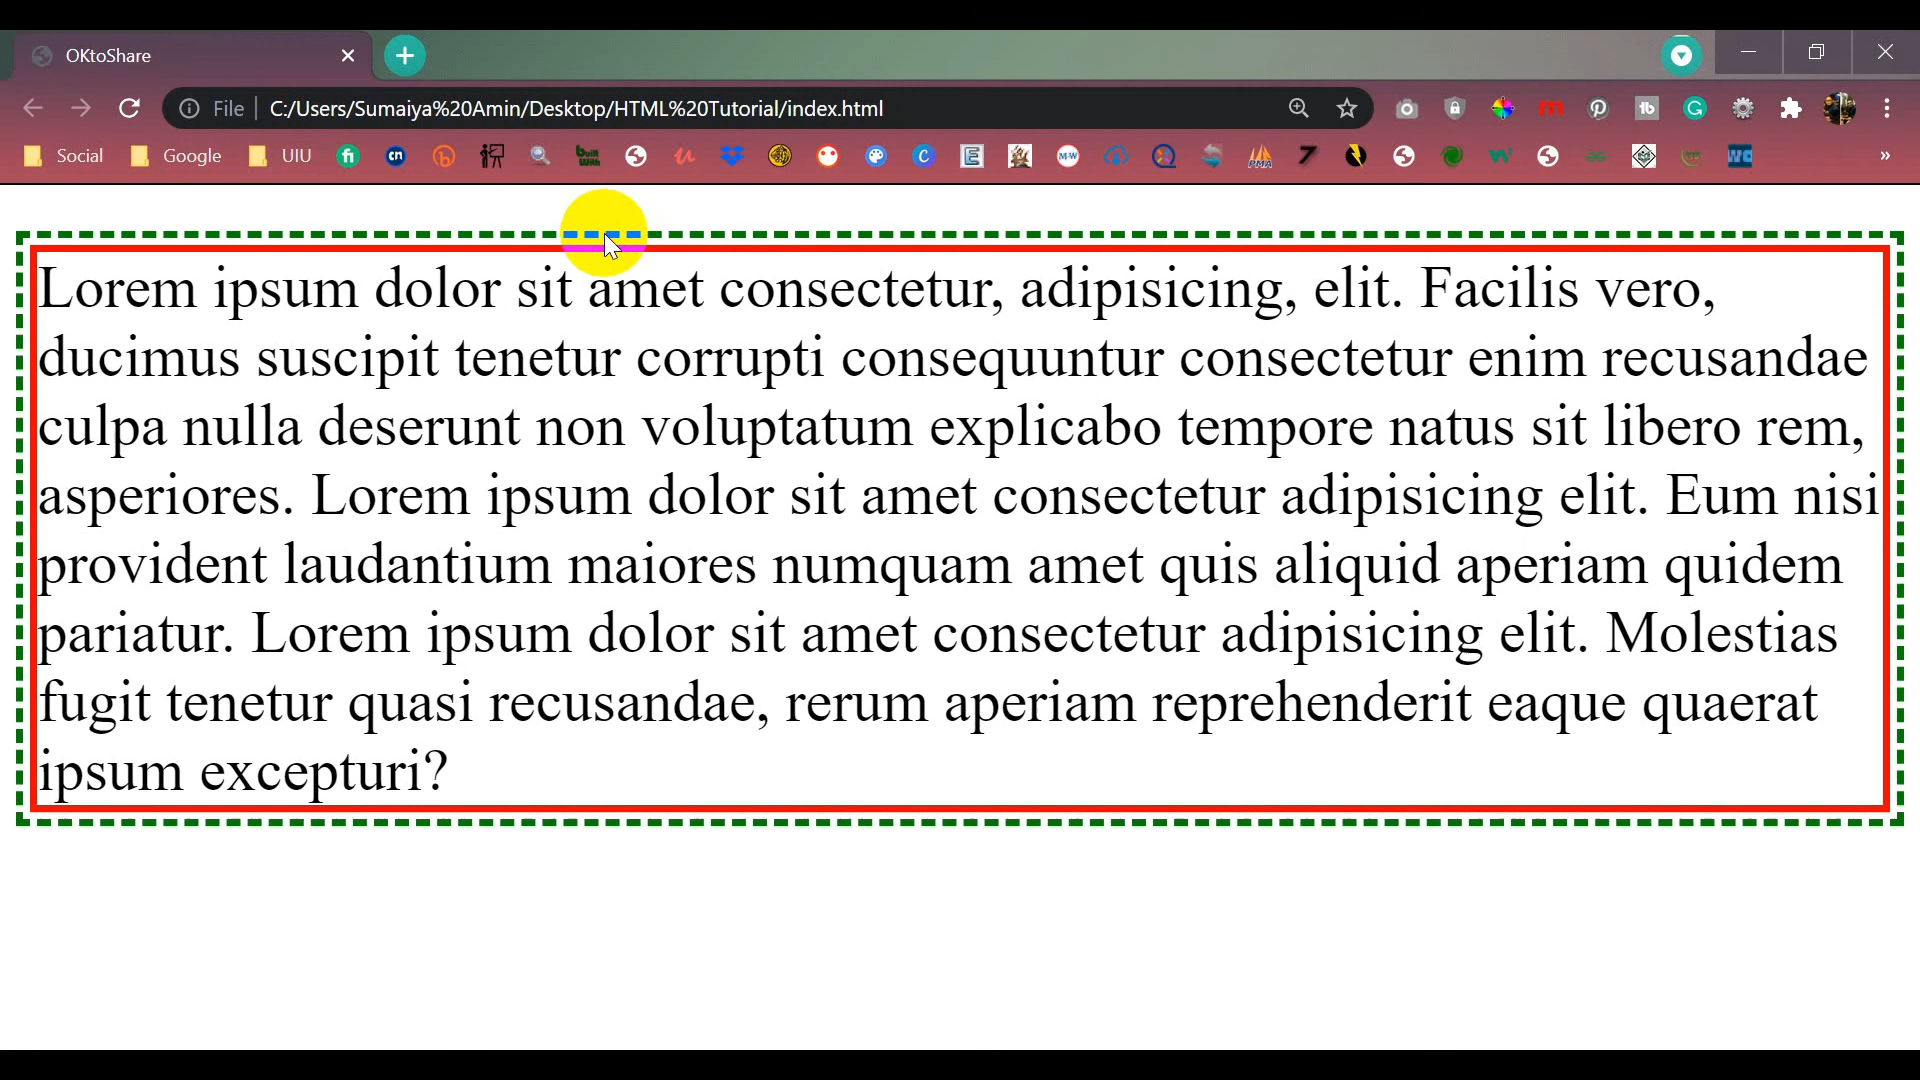 OKtoShare
File
C:/Users/Sumaiya%20Amin/Desktop/HTML%20Tutorial/index.html
Social
Google
UIU
Lorem ipsum dolor sit amet consectetur, adipisicing, elit. Facilis vero,
ducimus suscipit tenetur corrupti consequuntur consectetur enim recusandae
culpa nulla deserunt non voluptatum explicabo tempore natus sit libero rem,
asperiores. Lorem ipsum dolor sit amet consectetur adipisicing elit. Eum nisi
provident laudantium maiores numquam amet quis aliquid aperiam quidem
pariatur. Lorem ipsum dolor sit amet consectetur adipisicing elit. Molestias
fugit tenetur quasi recusandae, rerum aperiam reprehenderit eaque quaerat
ipsum excepturi?